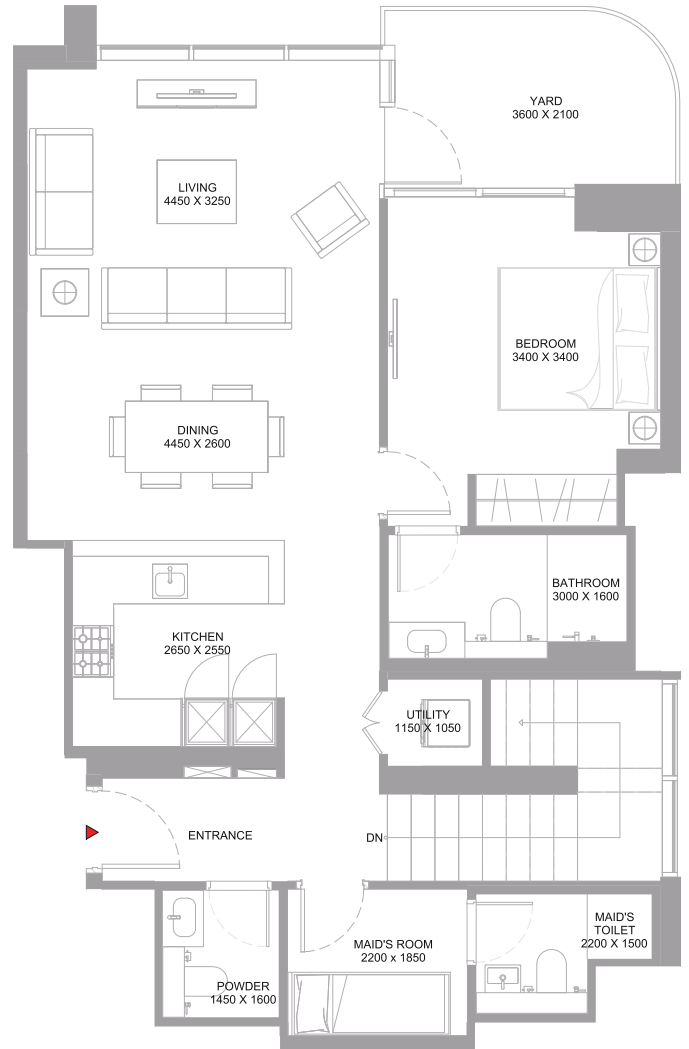 YARD
3600 X 2100
LIVING
4450 X 3250
BEDROOM
3400 X 3400
DINING
4450 X 2600
BATHROOM
3000 X 1600
KITCHEN
2650 X 2550
UTILITY
1150 X 1050
ENTRANCE
DN
MAID'S ROOM
2200 x 1850
MAID'S
TOILET
2200 X 1500
POWDER
1450 X 1600